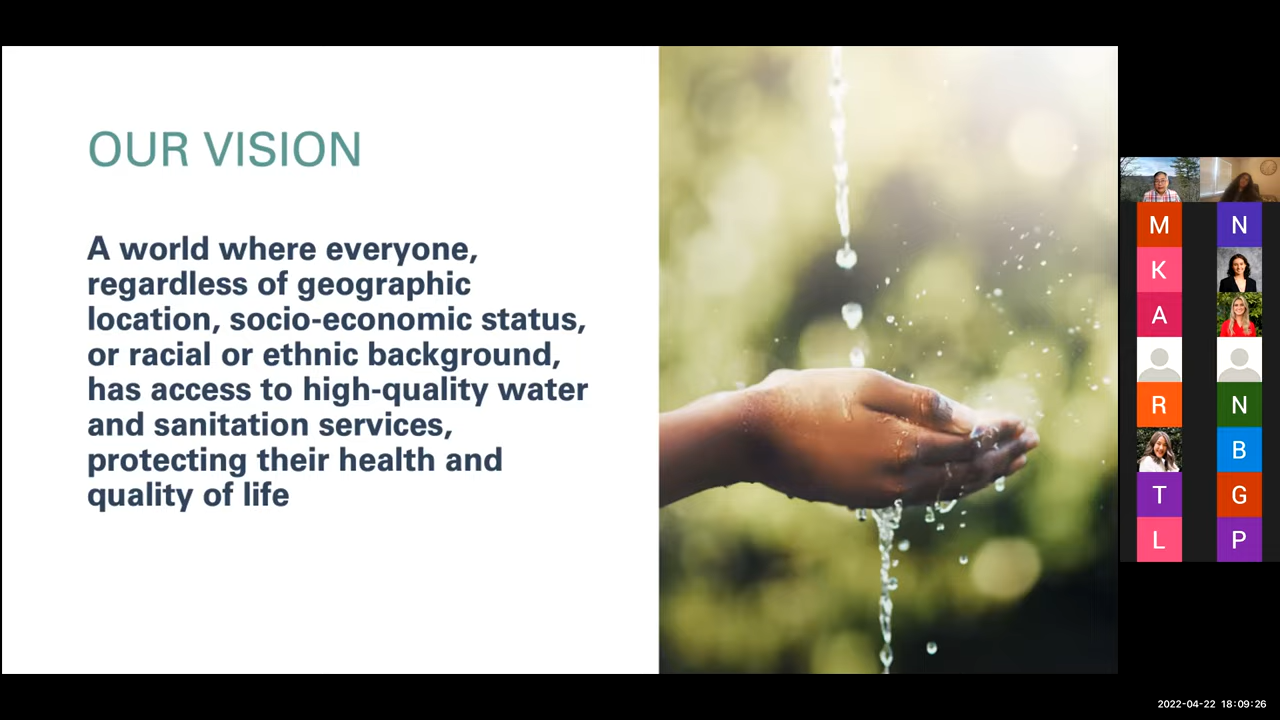 OUR VISION
A world where everyone,
regardless of geographic
location, socio-economic status,
or racial or ethnic background,
has access to high-quality water
and sanitation services,
protecting their health and
quality of life
M N
K
A
R N
B
T G
L P
2022-04-22 18:09:26